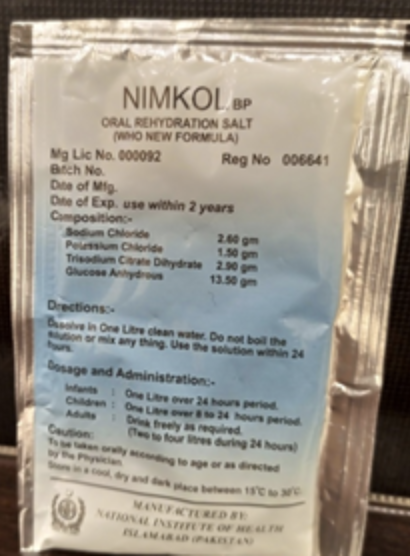 NIMKOL BP
ORAL REHYDRATION SALT
(WHO NEW FORMULA)
Mg Lic No. 000092 Reg No 006641
Batch No.
Date of Mfg.
Date of Exp. use within 2 years
Composition:-
Sodium Chloride 2.60 gm
Potassium Chloride 1.50 gm
Trisodium Citrate Dihydrate 2.90 gm
Glucose Anhydrous 13.50 gm
Directions:-
Dissolve in One Litre clean water. Do not boil the
solution or mix any thing. Use the solution within 24
hours.
Dosage and Administration:-
Infants : One Litre over 24 hours period.
Children : One Litre over 8 to 24 hours period.
Adults : Drink freely as required.
(Two to four litres during 24 hours)
Caution:
To be taken orally according to age or as directed
by the Physician
Store in a cool, dry and dark place between 15°C to 30°C.
MANUFACTURED BY:
NATIONAL INSTITUTE OF HEALTH
ISLAMABAD (PAKISTAN)